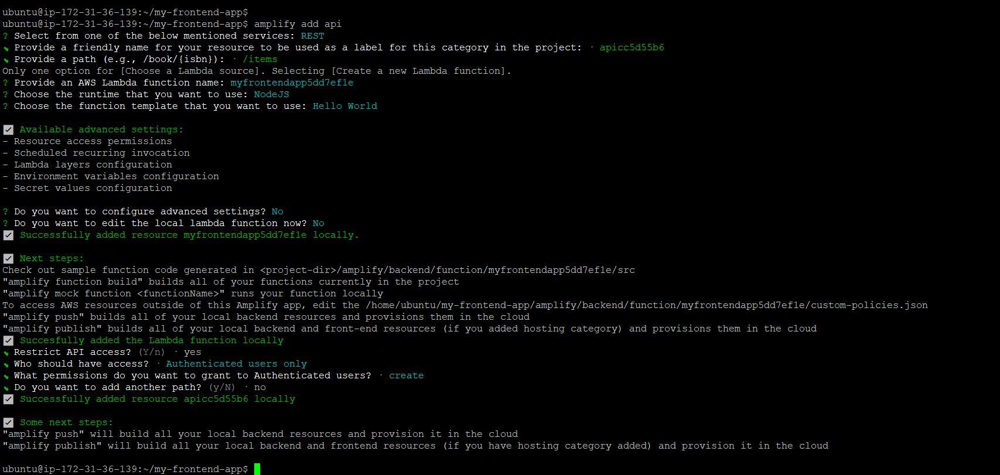 ubuntu@ip-172-31-36-139:~/my-frontend-app$
ubuntu@ip-172-31-36-139:~/my-frontend-app$ amplify add api
? Select from one of the below mentioned services: REST
✔ Provide a friendly name for your resource to be used as a label for this category in the project: · apicc5d55b6
✔ Provide a path (e.g., /book/{isbn}): · /items
Only one option for [Choose a Lambda source]. Selecting [Create a new Lambda function].
? Provide an AWS Lambda function name: myfrontendapp5dd7ef1e
? Choose the runtime that you want to use: NodeJS
? Choose the function template that you want to use: Hello World
✅ Available advanced settings:
- Resource access permissions
- Scheduled recurring invocation
- Lambda layers configuration
- Environment variables configuration
- Secret values configuration
? Do you want to configure advanced settings? No
? Do you want to edit the local lambda function now? No
✅ Successfully added resource myfrontendapp5dd7ef1e locally.
✅ Next steps:
Check out sample function code generated in <project-dir>/amplify/backend/function/myfrontendapp5dd7ef1e/src
"amplify function build" builds all of your functions currently in the project
"amplify mock function <functionName>" runs your function locally
To access AWS resources outside of this Amplify app, edit the /home/ubuntu/my-frontend-app/amplify/backend/function/myfrontendapp5dd7ef1e/custom-policies.json
"amplify push" builds all of your local backend resources and provisions them in the cloud
"amplify publish" builds all of your local backend and front-end resources (if you added hosting category) and provisions them in the cloud
✅ Succesfully added the Lambda function locally
✔ Restrict API access? (Y/n) · yes
✔ Who should have access? · Authenticated users only
✔ What permissions do you want to grant to Authenticated users? · create
✔ Do you want to add another path? (y/N) · no
✅ Successfully added resource apicc5d55b6 locally
✅ Some next steps:
"amplify push" will build all your local backend resources and provision it in the cloud
"amplify publish" will build all your local backend and frontend resources (if you have hosting category added) and provision it in the cloud
ubuntu@ip-172-31-36-139:~/my-frontend-app$